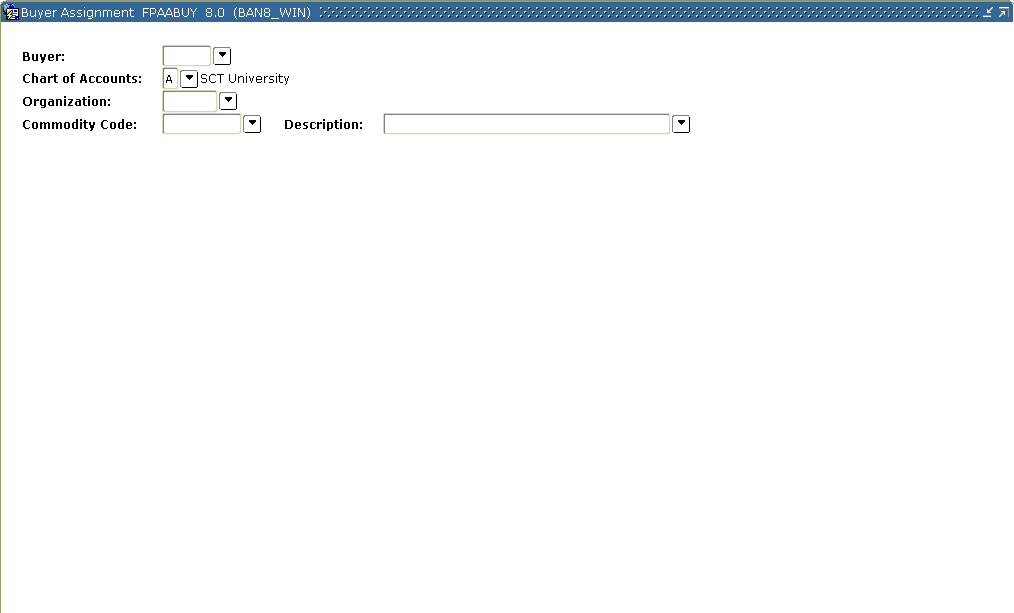 Buyer Assignment FPAABUY 8.0 (BAN8_WIN)
Buyer:
Chart of Accounts: A SCT University
Organization:
Commodity Code: Description: